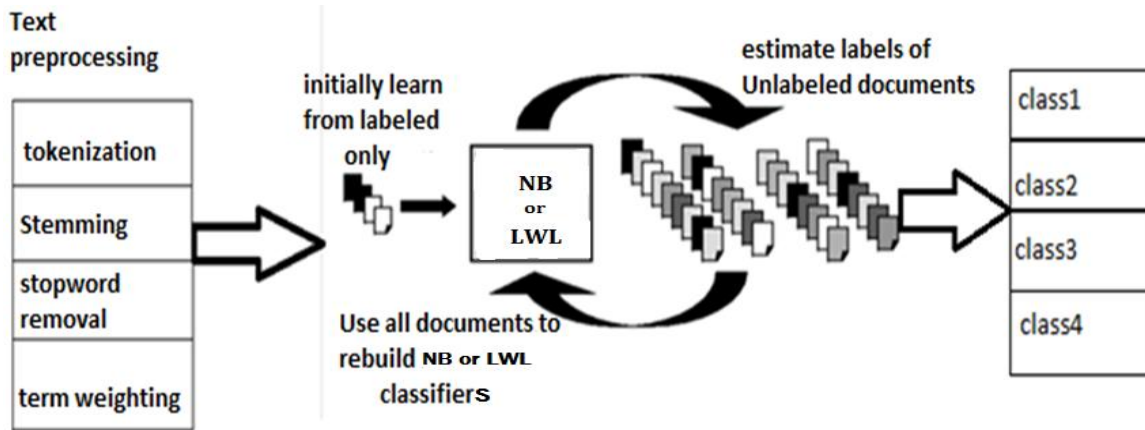 Text
preprocessing
tokenization
Stemming
stopword
removal
term weighting
initially learn
from labeled
only
NB
or
LWL
Use all documents to
rebuild NB or LWL
classifiers
estimate labels of
Unlabeled documents
class1
class2
class3
class4